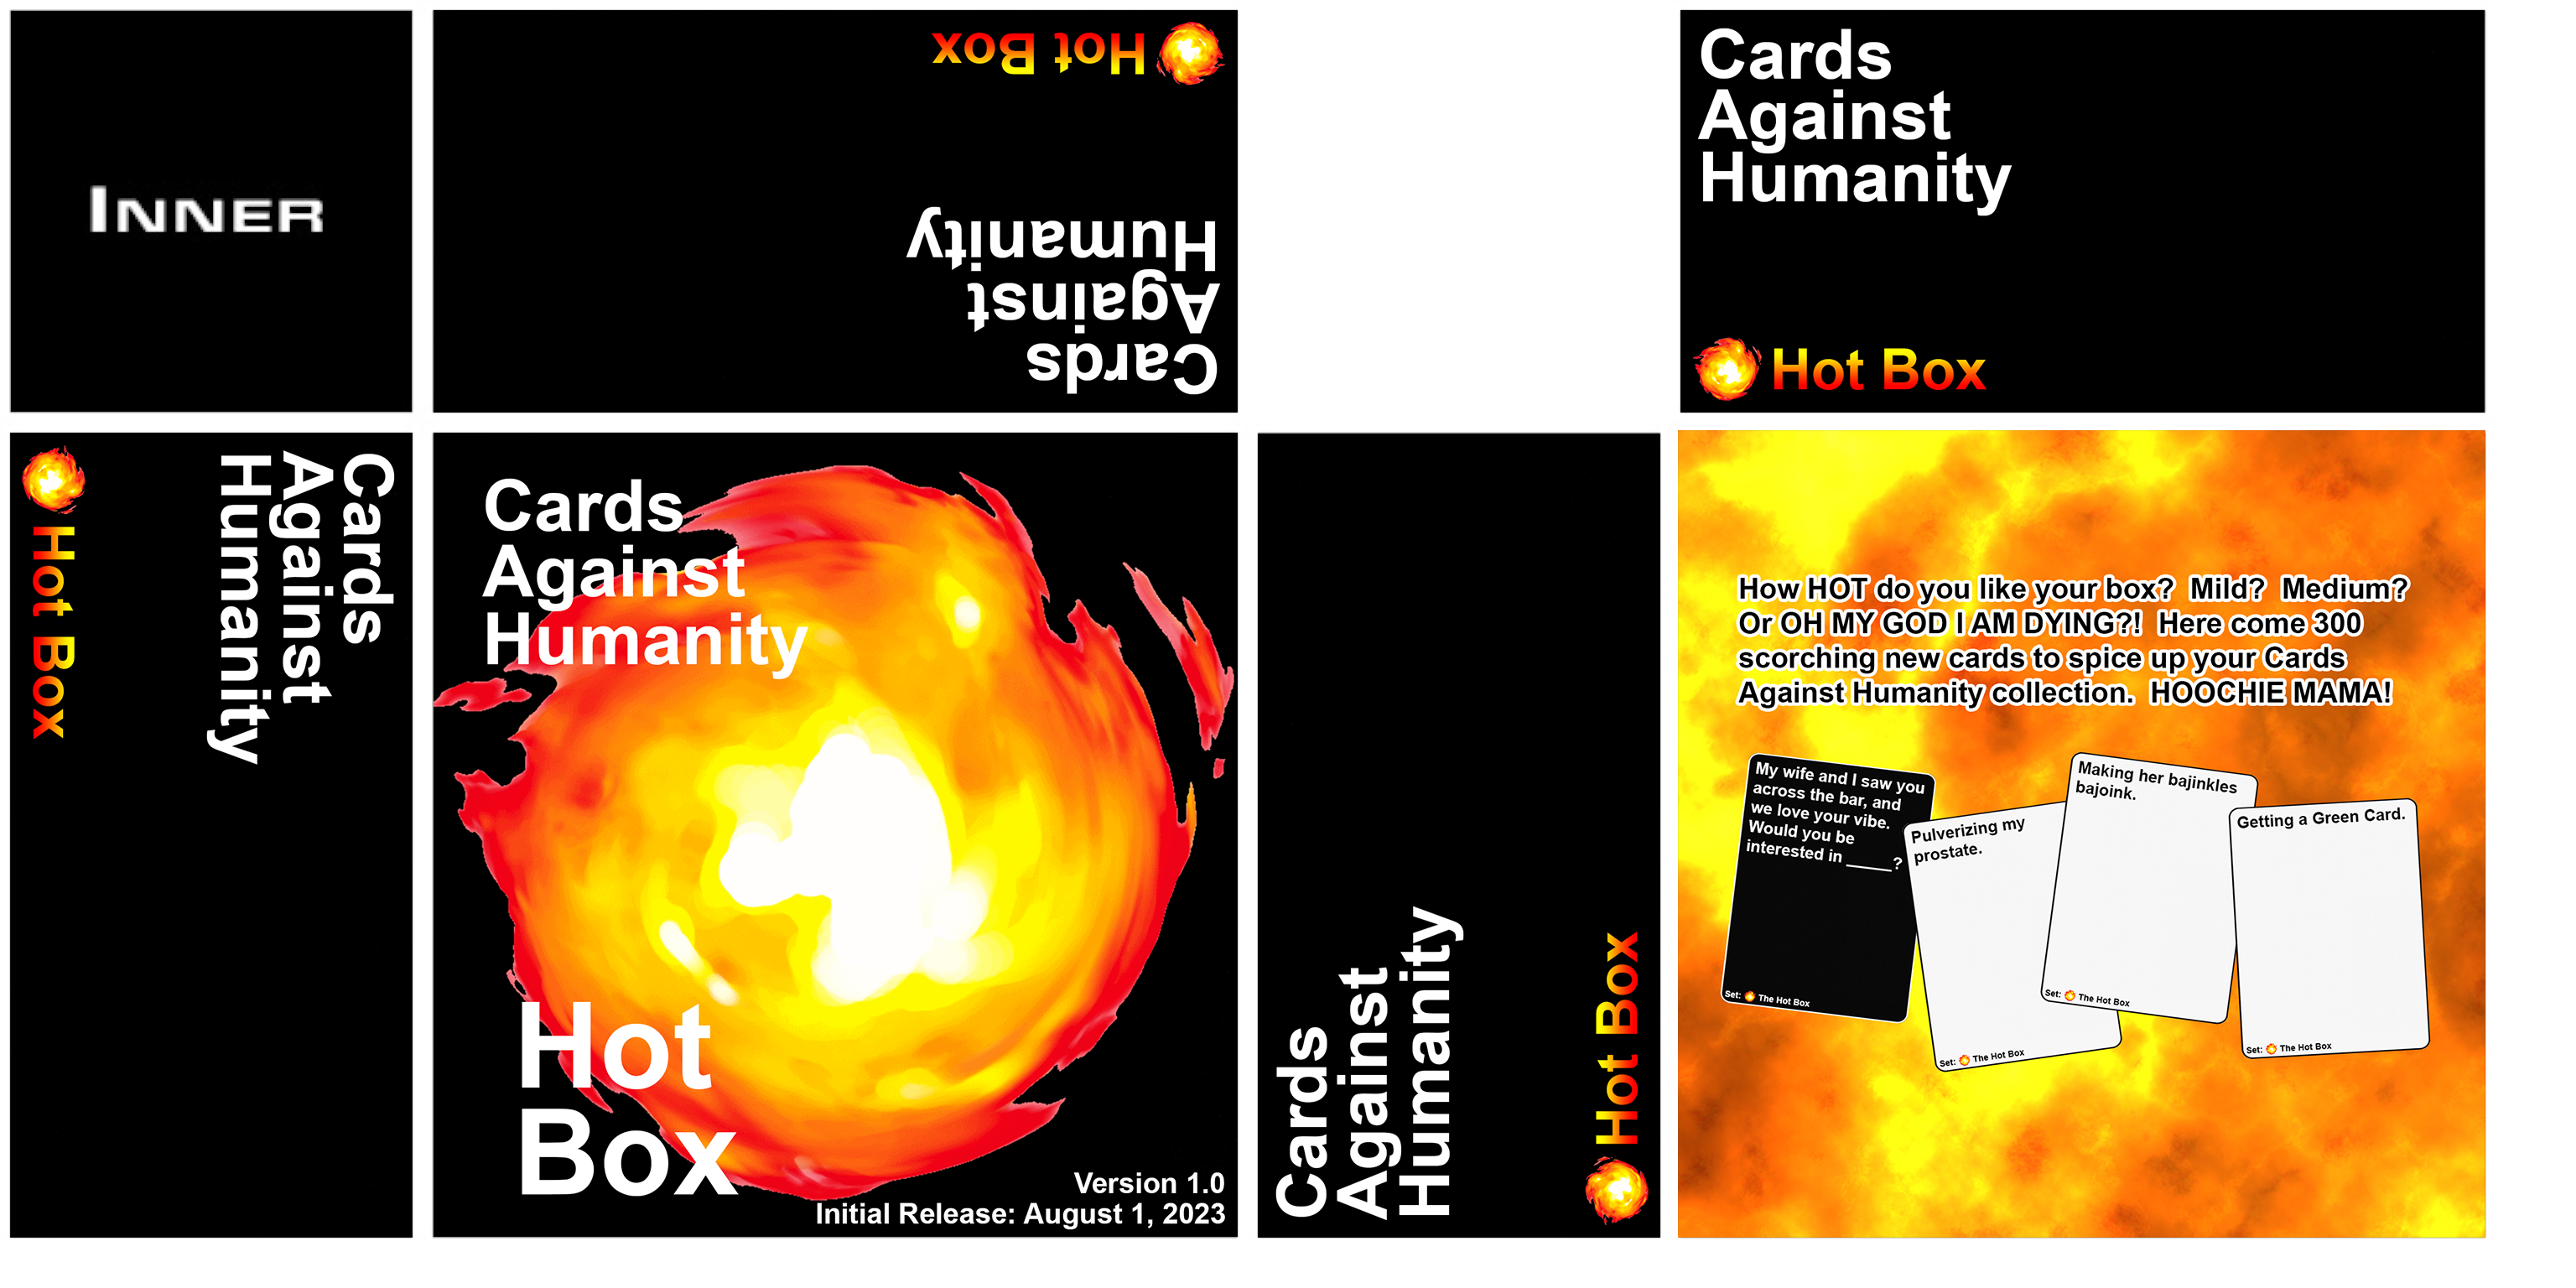 INNER
Hot Box
Cards
Against
Humanity
Cards
Against
Humanity
Hot Box
Cards
Against
Humanity
Hot Box
Cards
Against
Humanity
Hot
Box
Version 1.0
Initial Release: August 1, 2023
Cards
Against
Humanity
Hot Box
How HOT do you like your box?  Mild?  Medium?
Or OH MY GOD I AM DYING?!  Here come 300
scorching new cards to spice up your Cards
Against Humanity collection.  HOOCHIE MAMA!
My wife and I saw you
across the bar, and
we love your vibe.
Would you be
interested in _____ ?
Set: The Hot Box
Pulverizing my
prostate.
Set: The Hot Box
Making her bajinkles
bajoink.
Set: The Hot Box
Getting a Green Card.
Set: The Hot Box